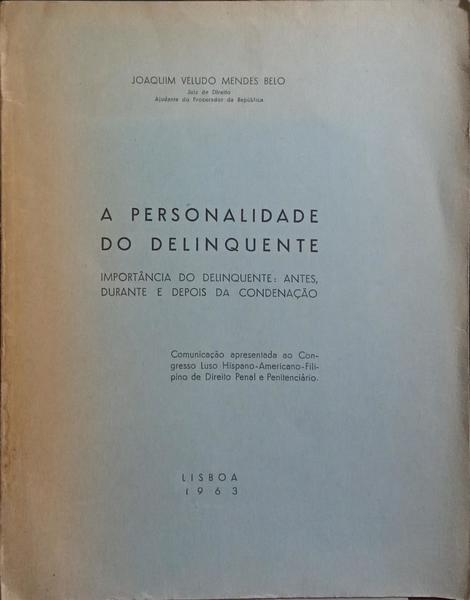 JOAQUIM VELUDO MENDES BELO
Juiz de Direito
Ajudante do Procurador da República
A PERSONALIDADE
DO DELINQUENTE
IMPORTÂNCIA DO DELINQUENTE: ANTES,
DURANTE E DEPOIS DA CONDENAÇÃO
Comunicação apresentada ao Con-
gresso Luso Hispano-Americano-Fili-
pino de Direito Penal e Penitenciário.
LISBOA
1963